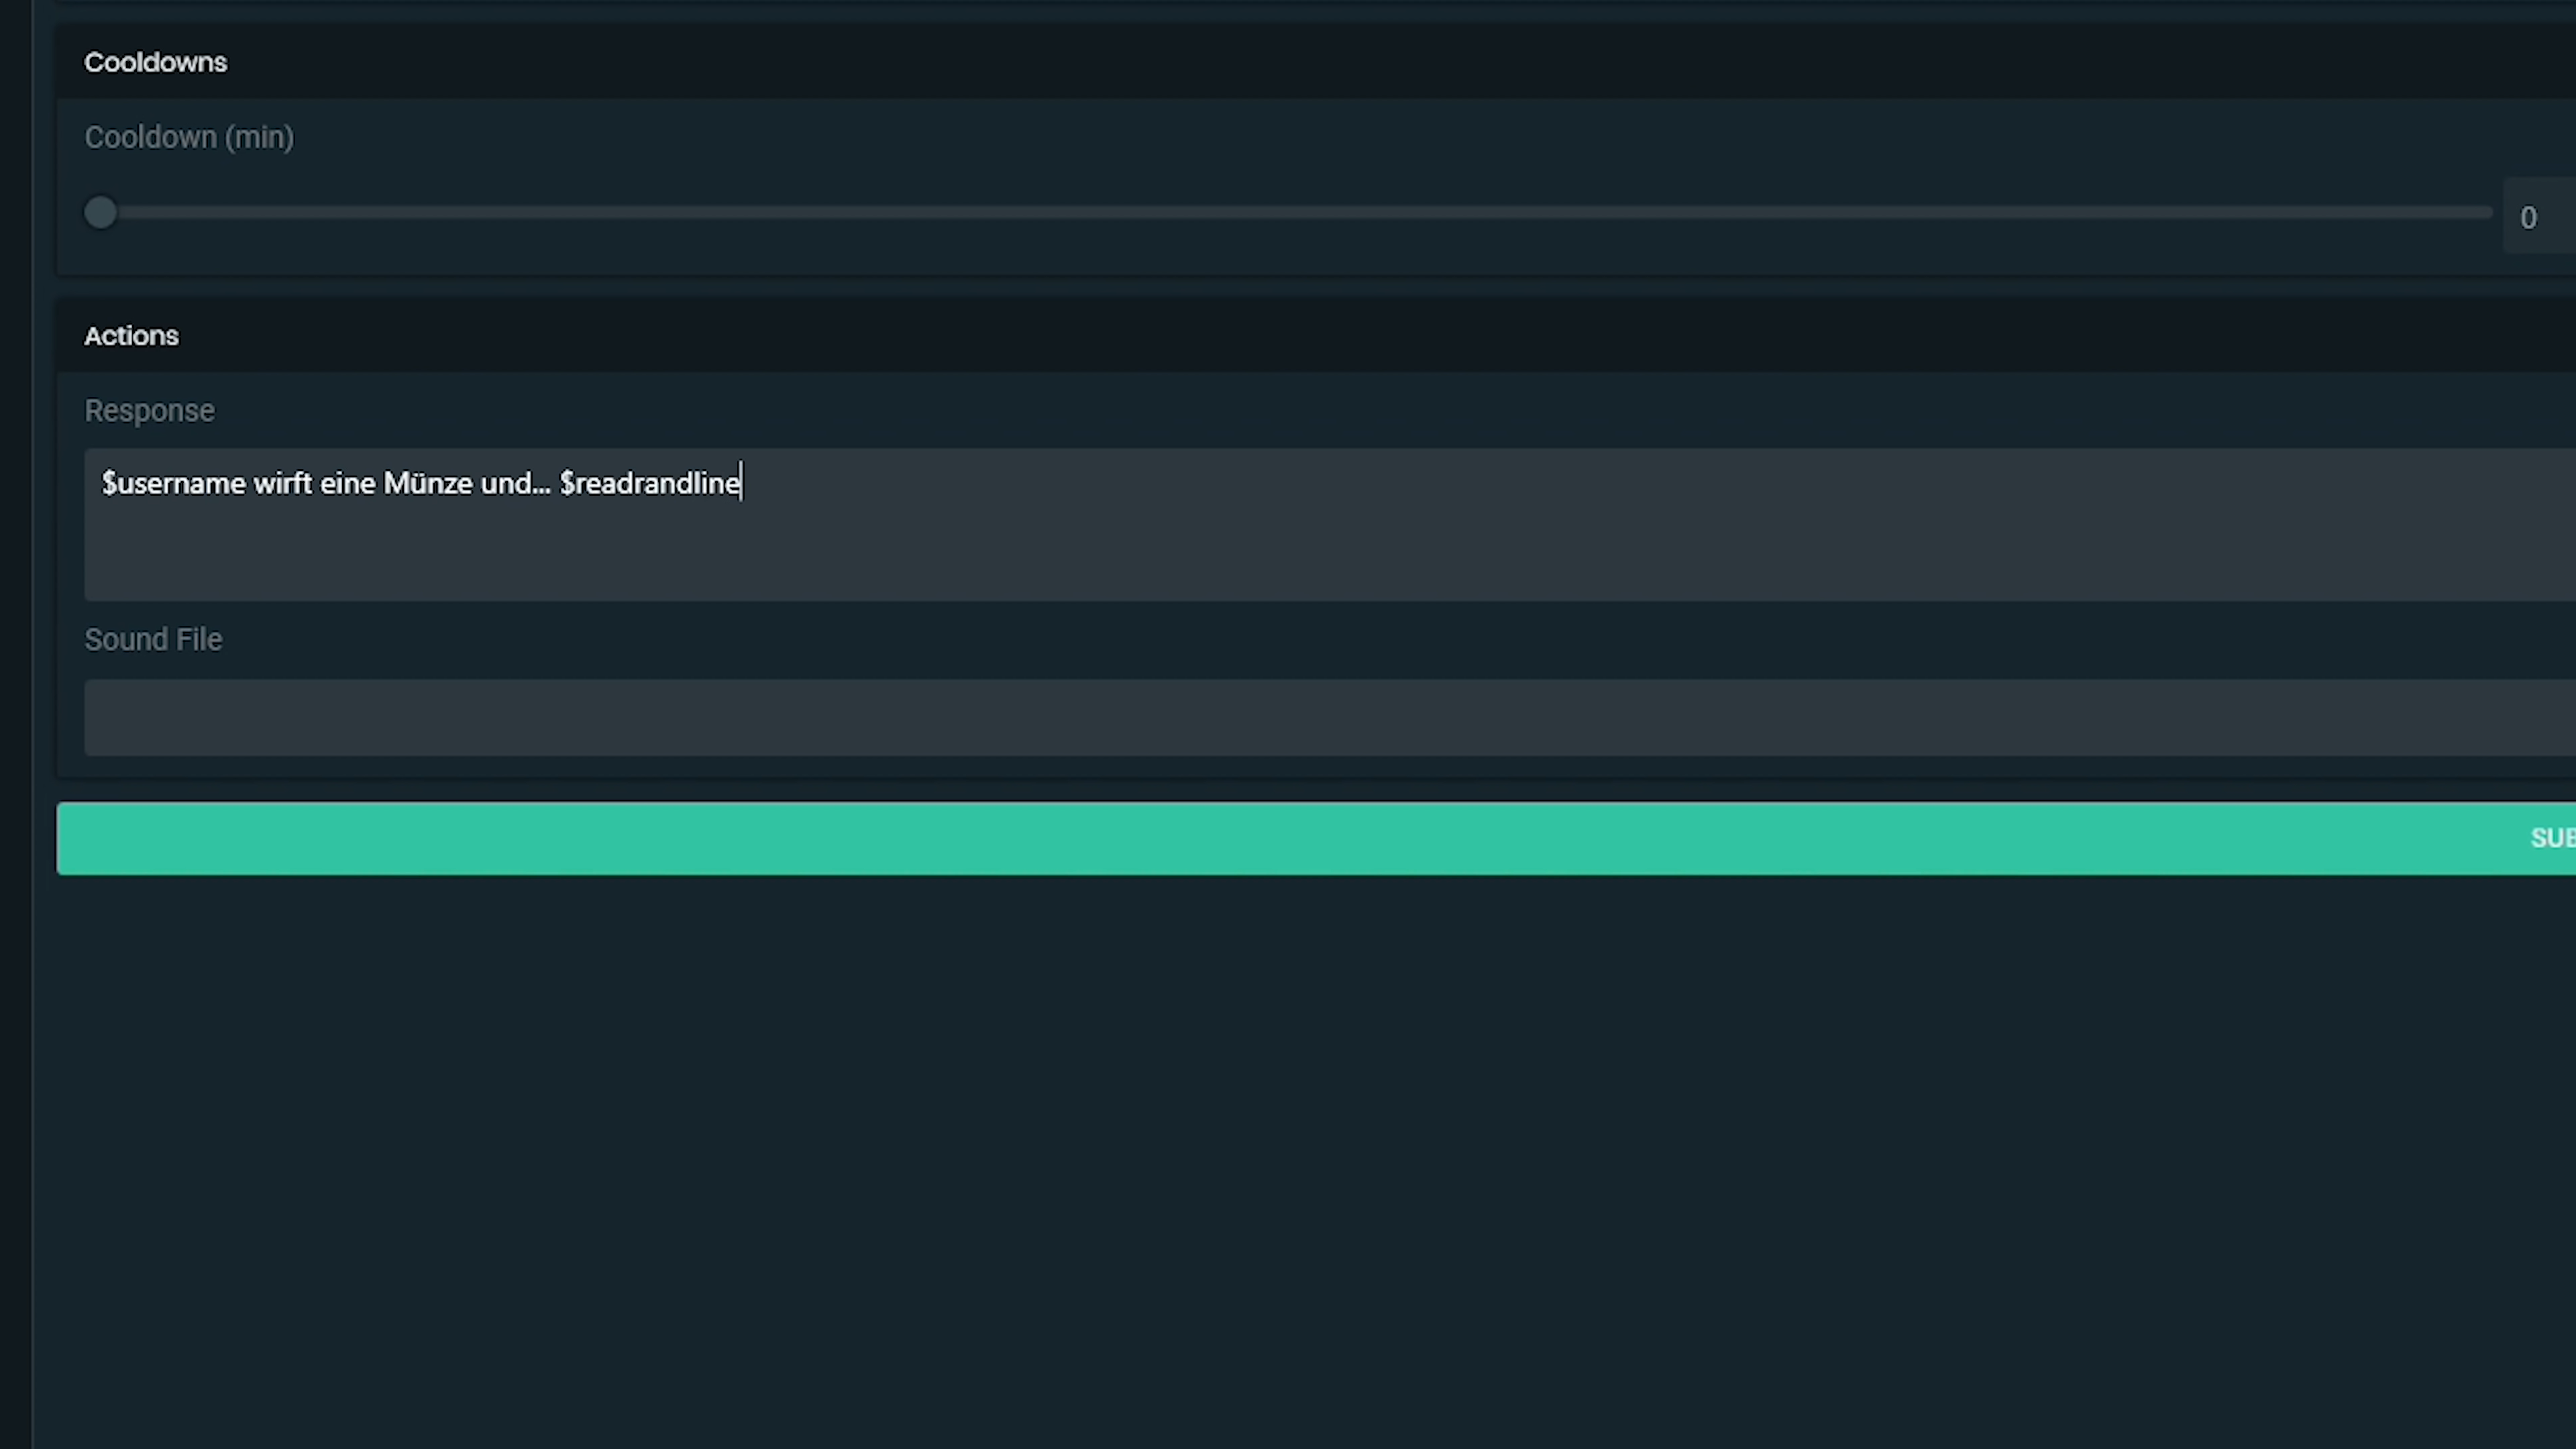 Cooldowns
Cooldown (min)
0
Actions
Response
$username wirft eine Münze und... $readrandline
Sound File
SUB